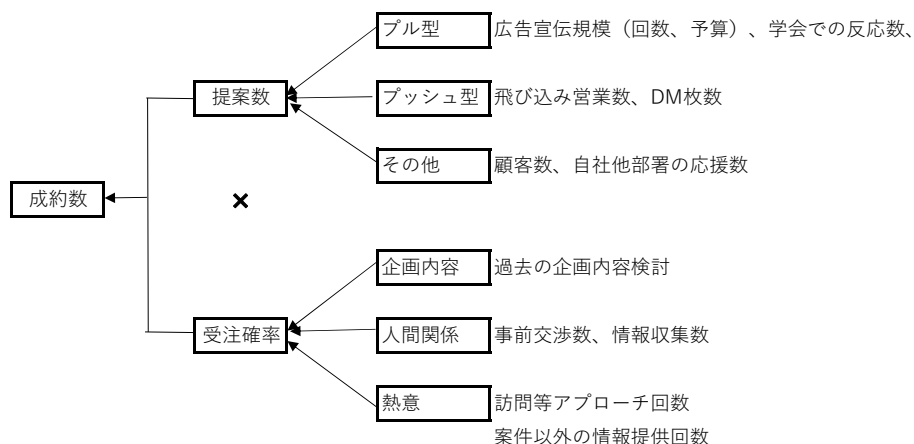 プル型 広告宣伝規模（回数、予算）、学会での反応数、
提案数 プッシュ型 飛び込み営業数、DM枚数
その他 顧客数、自社他部署の応援数
成約数 ×
企画内容 過去の企画内容検討
受注確率 人間関係 事前交渉数、情報収集数
熱意 訪問等アプローチ回数
案件以外の情報提供回数